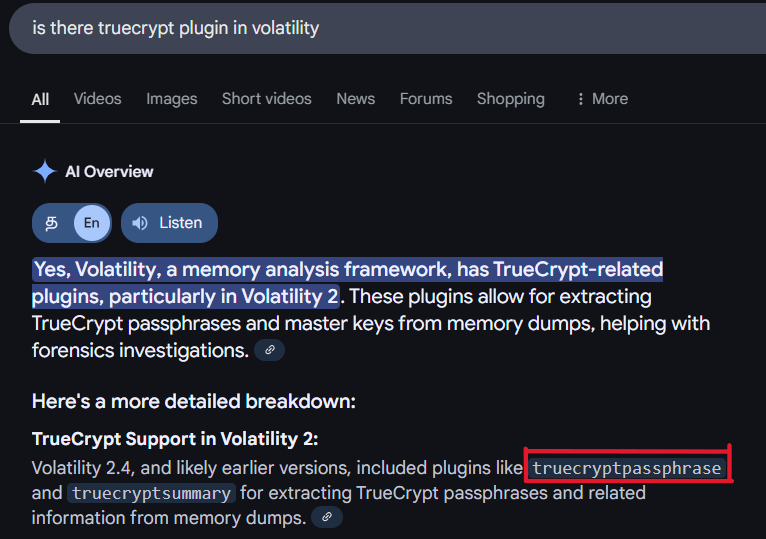 is there truecrypt plugin in volatility
All Videos Images Short videos News Forums Shopping More
AI Overview
த En Listen
Yes, Volatility, a memory analysis framework, has TrueCrypt-related
plugins, particularly in Volatility 2. These plugins allow for extracting
TrueCrypt passphrases and master keys from memory dumps, helping with
forensics investigations.
Here's a more detailed breakdown:
TrueCrypt Support in Volatility 2:
Volatility 2.4, and likely earlier versions, included plugins like truecryptpassphrase
and truecryptsummary for extracting TrueCrypt passphrases and related
information from memory dumps.